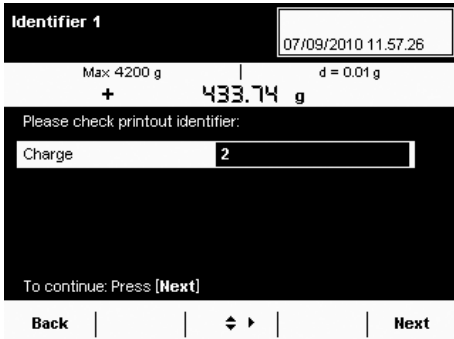 Identifier 1
07/09/2010 11.57.26
Max 4200 g d = 0.01 g
+ 433.74 g
Please check printout identifier:
Charge 2
To continue: Press [Next]
Back Next